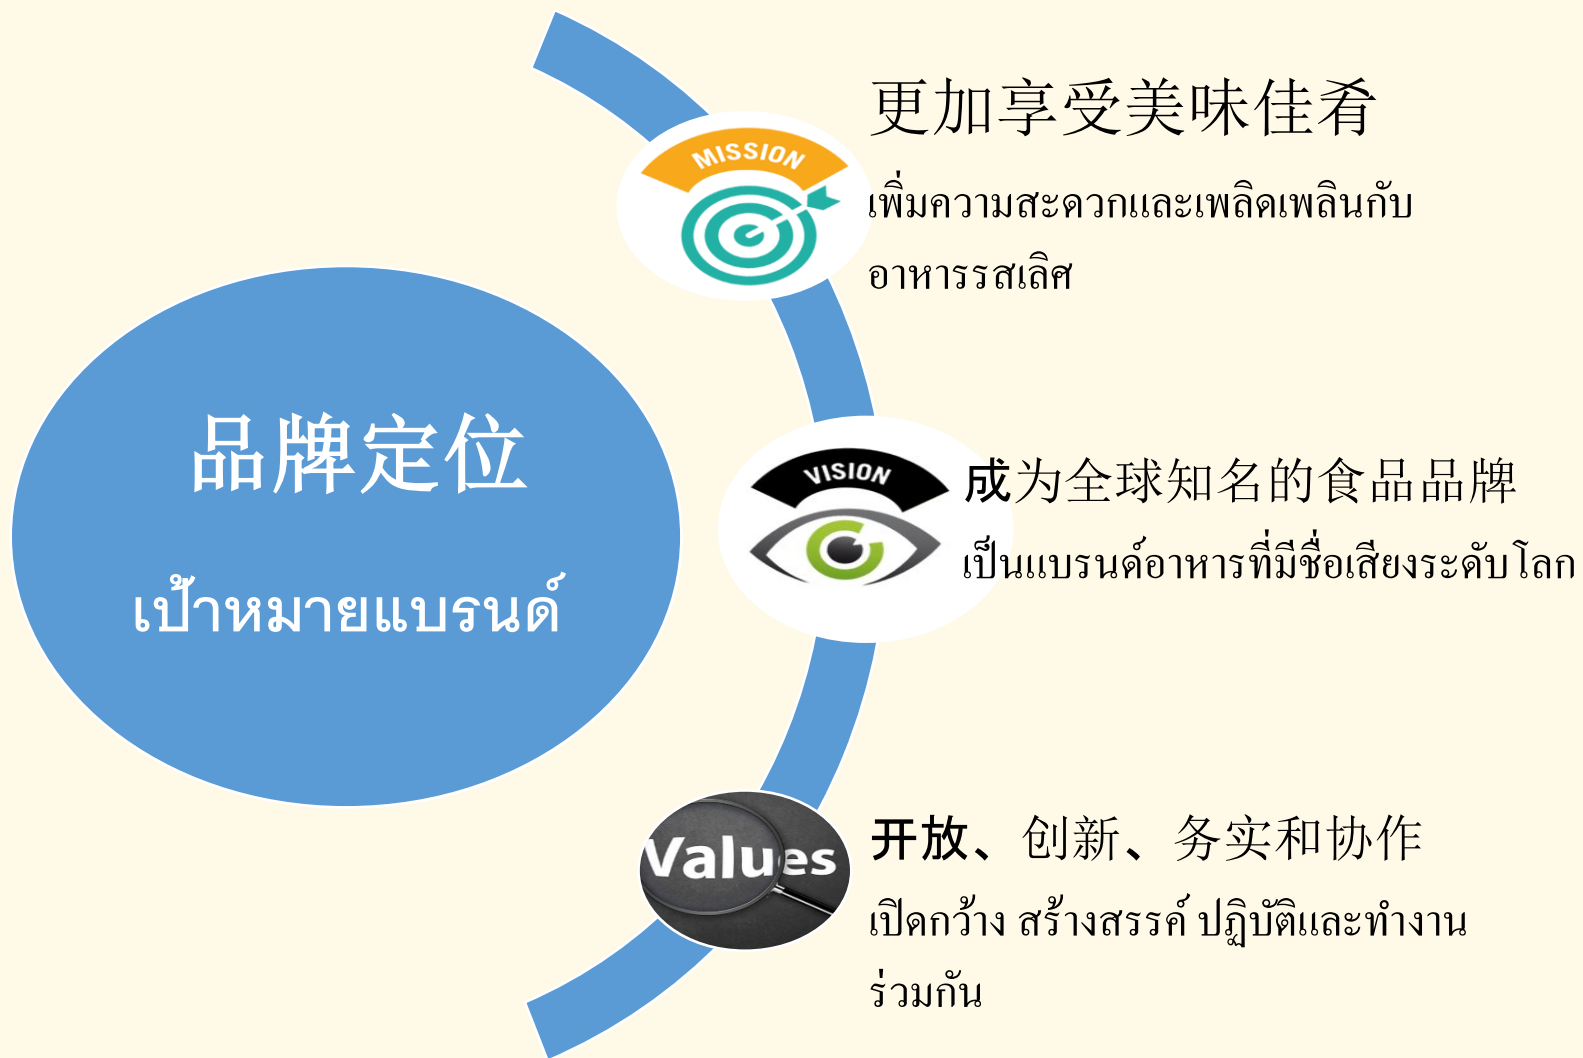 品牌定位
เป้าหมายแบรนด์
MISSION
更加享受美味佳肴
เพิ่มความสะดวกและเพลิดเพลินกับ
อาหารรสเลิศ
VISION
成为全球知名的食品品牌
เป็นแบรนด์อาหารที่มีชื่อเสียงระดับโลก
Values
开放、创新、务实和协作
เปิดกว้าง สร้างสรรค์ ปฏิบัติและทำงาน
ร่วมกัน